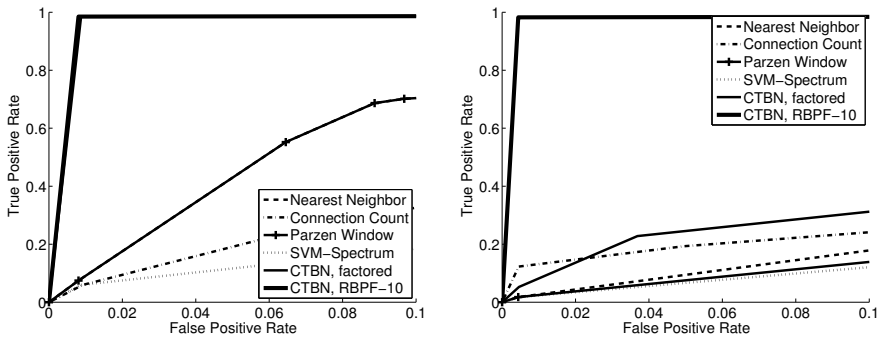 1
0.8
0.6
0.4
0.2
0
0 0.02 0.04 0.06 0.08 0.1
True Positive Rate
False Positive Rate
Nearest Neighbor
Connection Count
Parzen Window
SVM−Spectrum
CTBN, factored
CTBN, RBPF−10
1
0.8
0.6
0.4
0.2
0
0 0.02 0.04 0.06 0.08 0.1
True Positive Rate
False Positive Rate
Nearest Neighbor
Connection Count
Parzen Window
SVM−Spectrum
CTBN, factored
CTBN, RBPF−10